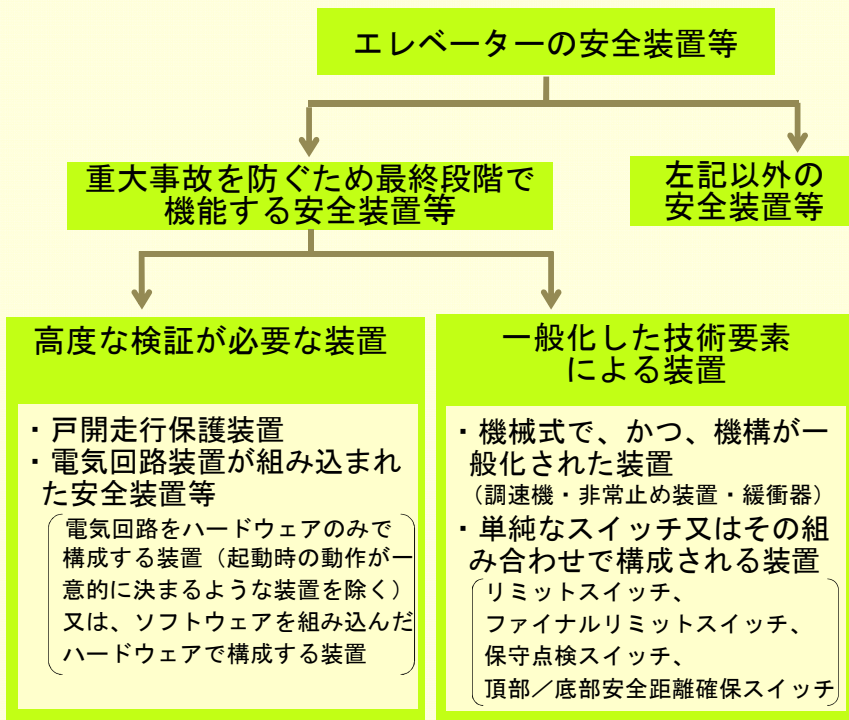 エレベーターの安全装置等
重大事故を防ぐため最終段階で
機能する安全装置等
左記以外の
安全装置等
高度な検証が必要な装置
・戸開走行保護装置
・電気回路装置が組み込まれ
た安全装置等
電気回路をハードウェアのみで
構成する装置（起動時の動作が一
意的に決まるような装置を除く）
又は、ソフトウェアを組み込んだ
ハードウェアで構成する装置
一般化した技術要素
による装置
・機械式で、かつ、機構が一
般化された装置
（調速機・非常止め装置・緩衝器）
・単純なスイッチ又はその組
み合わせで構成される装置
リミットスイッチ、
ファイナルリミットスイッチ、
保守点検スイッチ、
頂部／底部安全距離確保スイッチ